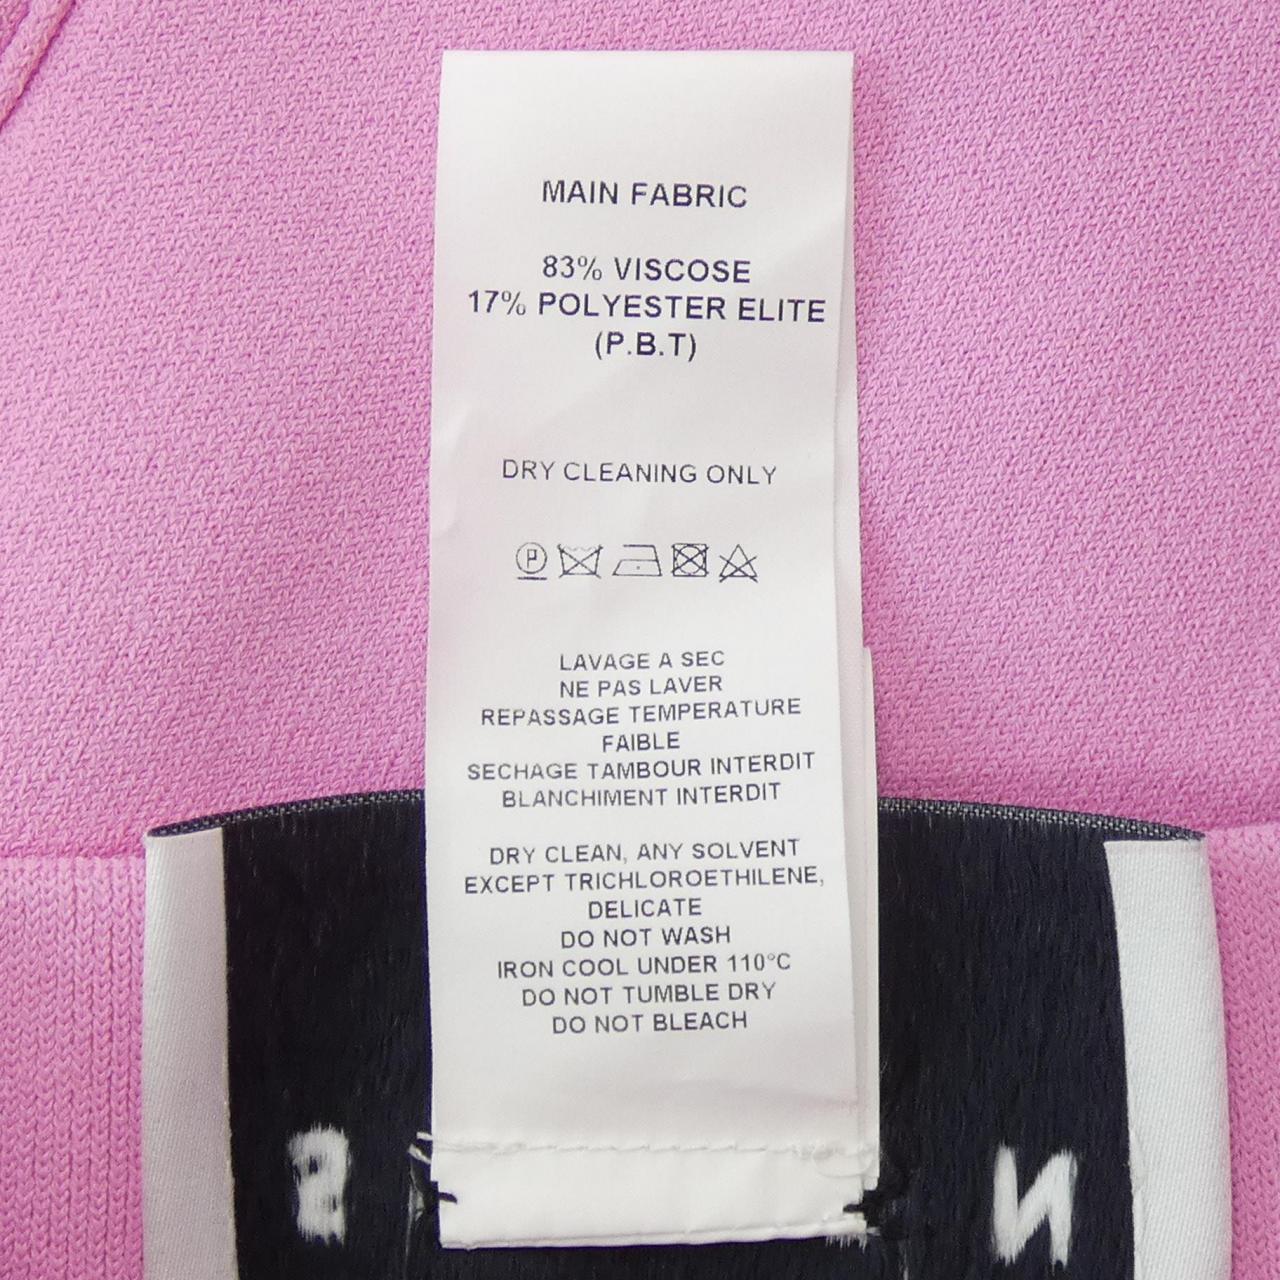 MAIN FABRIC
83% VISCOSE
17% POLYESTER ELITE
(P.B.T)
DRY CLEANING ONLY
P
LAVAGE A SEC
NE PAS LAVER
REPASSAGE TEMPERATURE
FAIBLE
SECHAGE TAMBOUR INTERDIT
BLANCHIMENT INTERDIT
DRY CLEAN, ANY SOLVENT
EXCEPT TRICHLOROETHILENE,
DELICATE
DO NOT WASH
IRON COOL UNDER 110°C
DO NOT TUMBLE DRY
DO NOT BLEACH